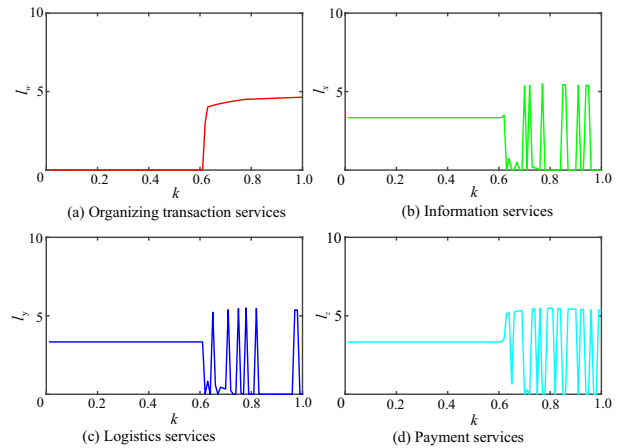 10
10
l_w
5
l_x
5
0
0.2
0.4
0.6
0.8
1.0
0
0.2
0.4
0.6
0.8
1.0
k
k
(a) Organizing transaction services
(b) Information services
10
10
l_y
5
l_z
5
0
0.2
0.4
0.6
0.8
1.0
0
0.2
0.4
0.6
0.8
1.0
k
k
(c) Logistics services
(d) Payment services